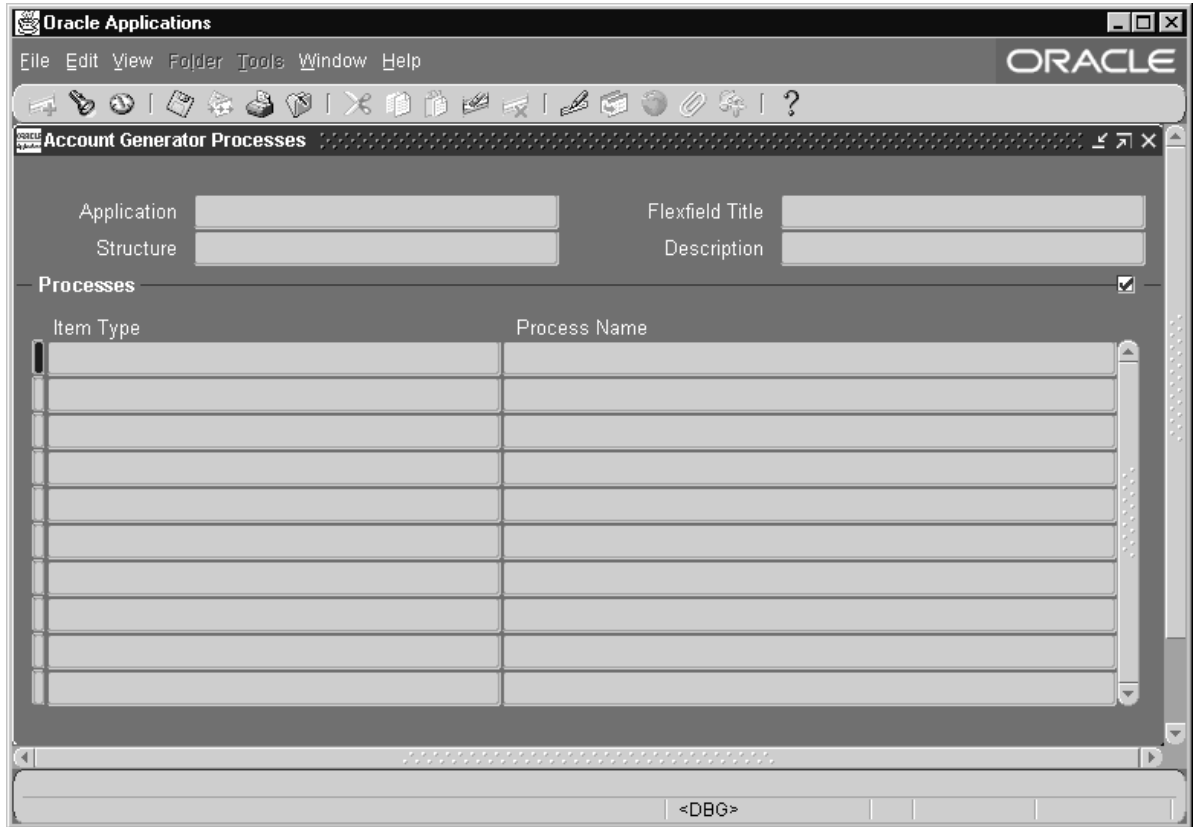 Oracle Applications
File Edit View Folder Tools Window Help
ORACLE
?
Account Generator Processes
Application
Flexfield Title
Structure
Description
Processes
Item Type
Process Name
<DBG>